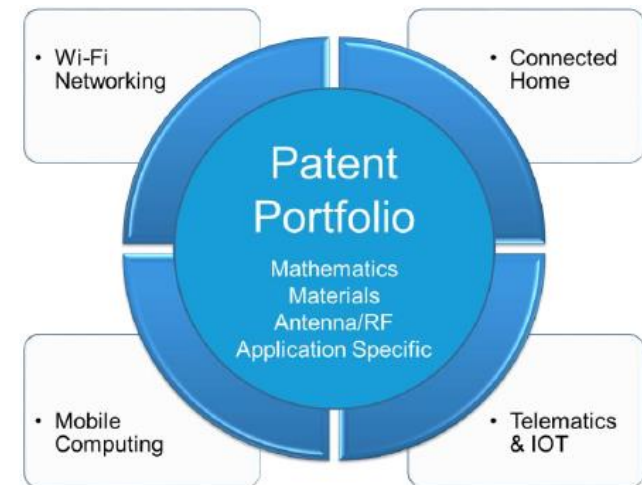 • Wi-Fi
Networking
• Connected
Home
Patent
Portfolio
Mathematics
Materials
Antenna/RF
Application Specific
• Mobile
Computing
• Telematics
& IOT